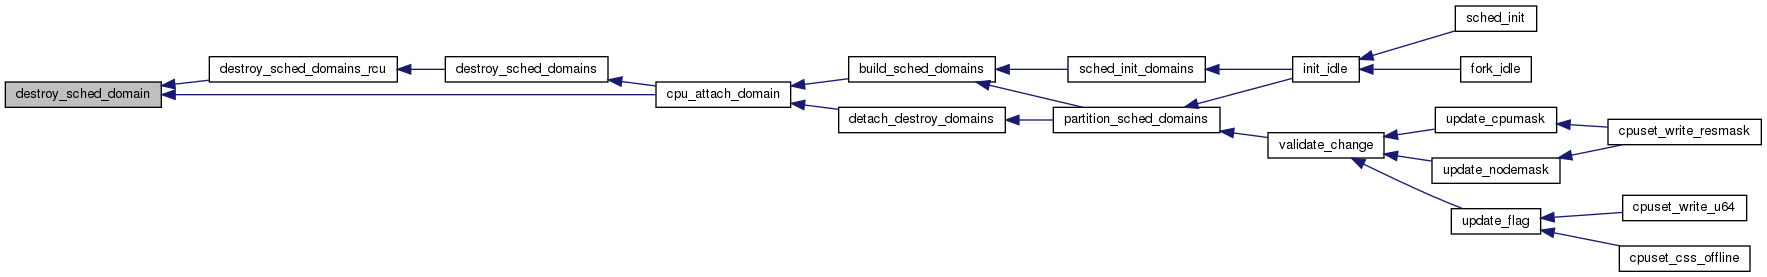 sched_init
destroy_sched_domains_rcu
destroy_sched_domains
build_sched_domains
sched_init_domains
init_idle
fork_idle
destroy_sched_domain
cpu_attach_domain
detach_destroy_domains
partition_sched_domains
update_cpumask
cpuset_write_resmask
validate_change
update_nodemask
cpuset_write_u64
update_flag
cpuset_css_offline